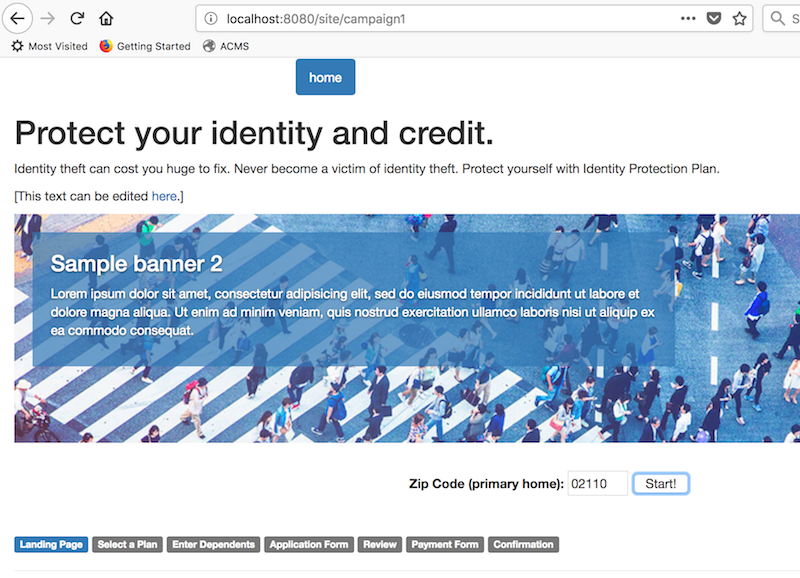 localhost:8080/site/campaign1
S
Most Visited Getting Started ACMS
home
Protect your identity and credit.
Identity theft can cost you huge to fix. Never become a victim of identity theft. Protect yourself with Identity Protection Plan.
[This text can be edited here.]
Sample banner 2
Lorem ipsum dolor sit amet, consectetur adipisicing elit, sed do eiusmod tempor incididunt ut labore et
dolore magna aliqua. Ut enim ad minim veniam, quis nostrud exercitation ullamco laboris nisi ut aliquip ex
ea commodo consequat.
Zip Code (primary home): 02110 Start!
Landing Page Select a Plan Enter Dependents Application Form Review Payment Form Confirmation